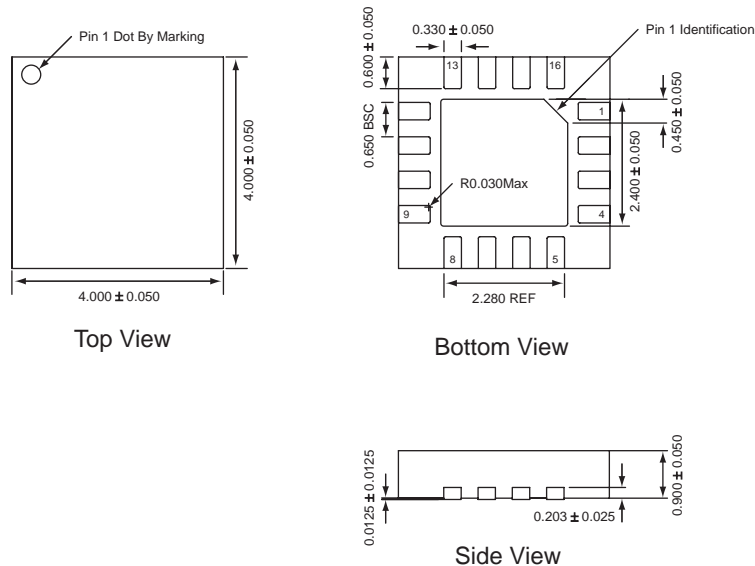 Pin 1 Dot By Marking
4.000 ± 0.050
4.000 ± 0.050
Top View
0.600 ± 0.050
0.330 ± 0.050
Pin 1 Identification
13
16
0.650 BSC
1
0.450 ± 0.050
2.400 ± 0.050
R0.030Max
9
4
8
5
2.280 REF
Bottom View
0.0125 ± 0.0125
0.203 ± 0.025
0.900 ± 0.050
Side View